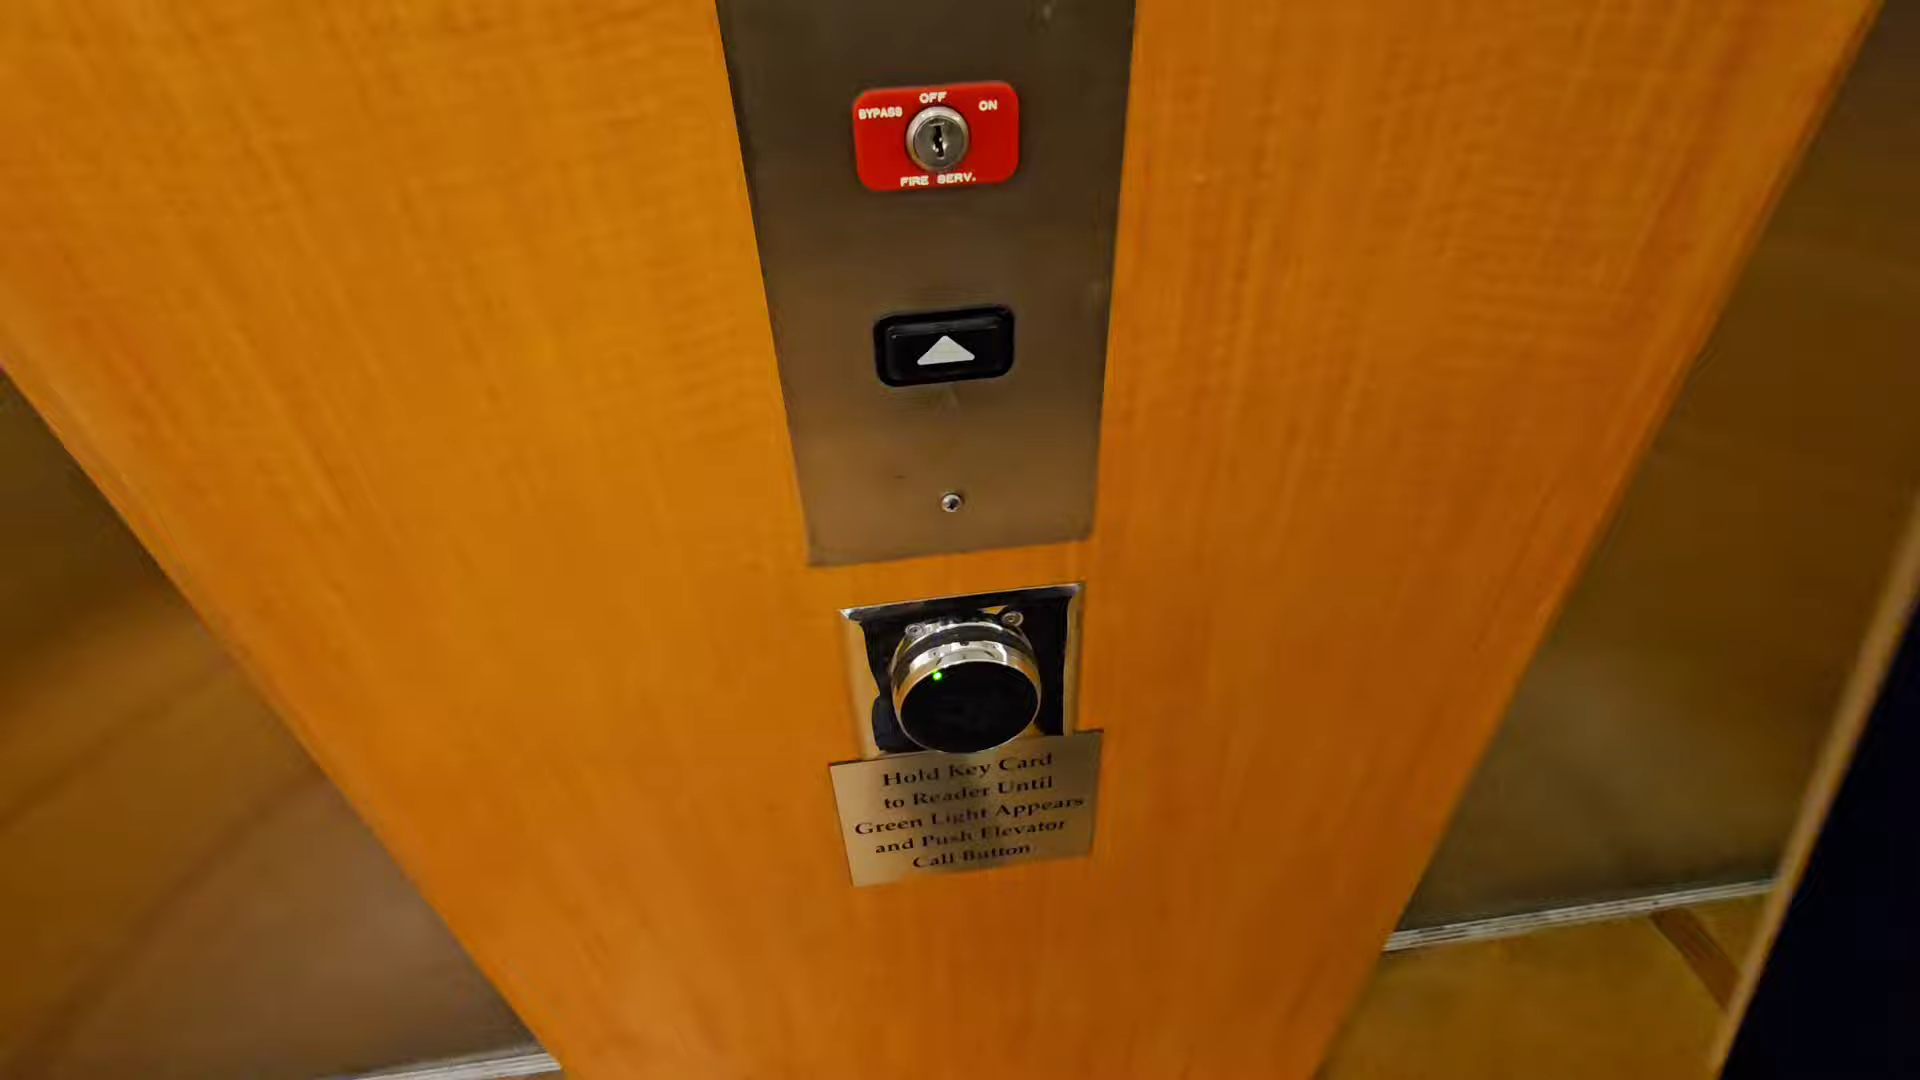 OFF
BYPASS ON
FIRE SERV.
Hold Key Card
to Reader Until
Green Light Appears
and Push Elevator
Call Button